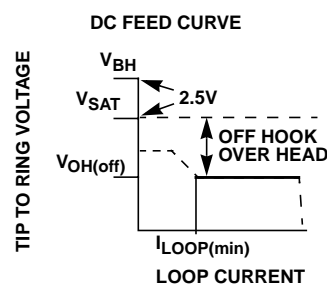 DC FEED CURVE
TIP TO RING VOLTAGE
VBH
VSAT
2.5V
OFF HOOK
OVER HEAD
VOH(off)
ILOOP(min)
LOOP CURRENT